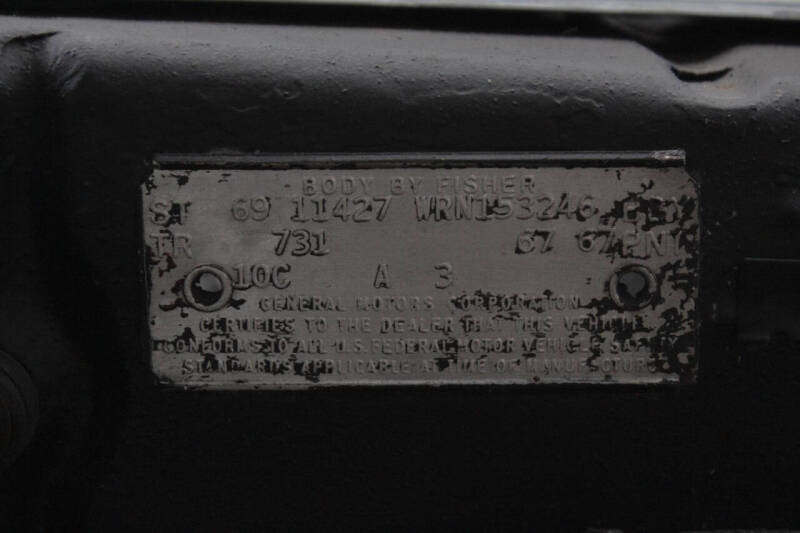 BODY BY FISHER
ST 69 11427 WRN153246 BDY
TR 731 67 67 PNT
10C A 3
GENERAL MOTORS CORPORATION
CERTIFIES TO THE DEALER THAT THIS VEHICLE
CONFORMS TO ALL U.S. FEDERAL MOTOR VEHICLE SAFETY
STANDARDS APPLICABLE AT TIME OF MANUFACTURE